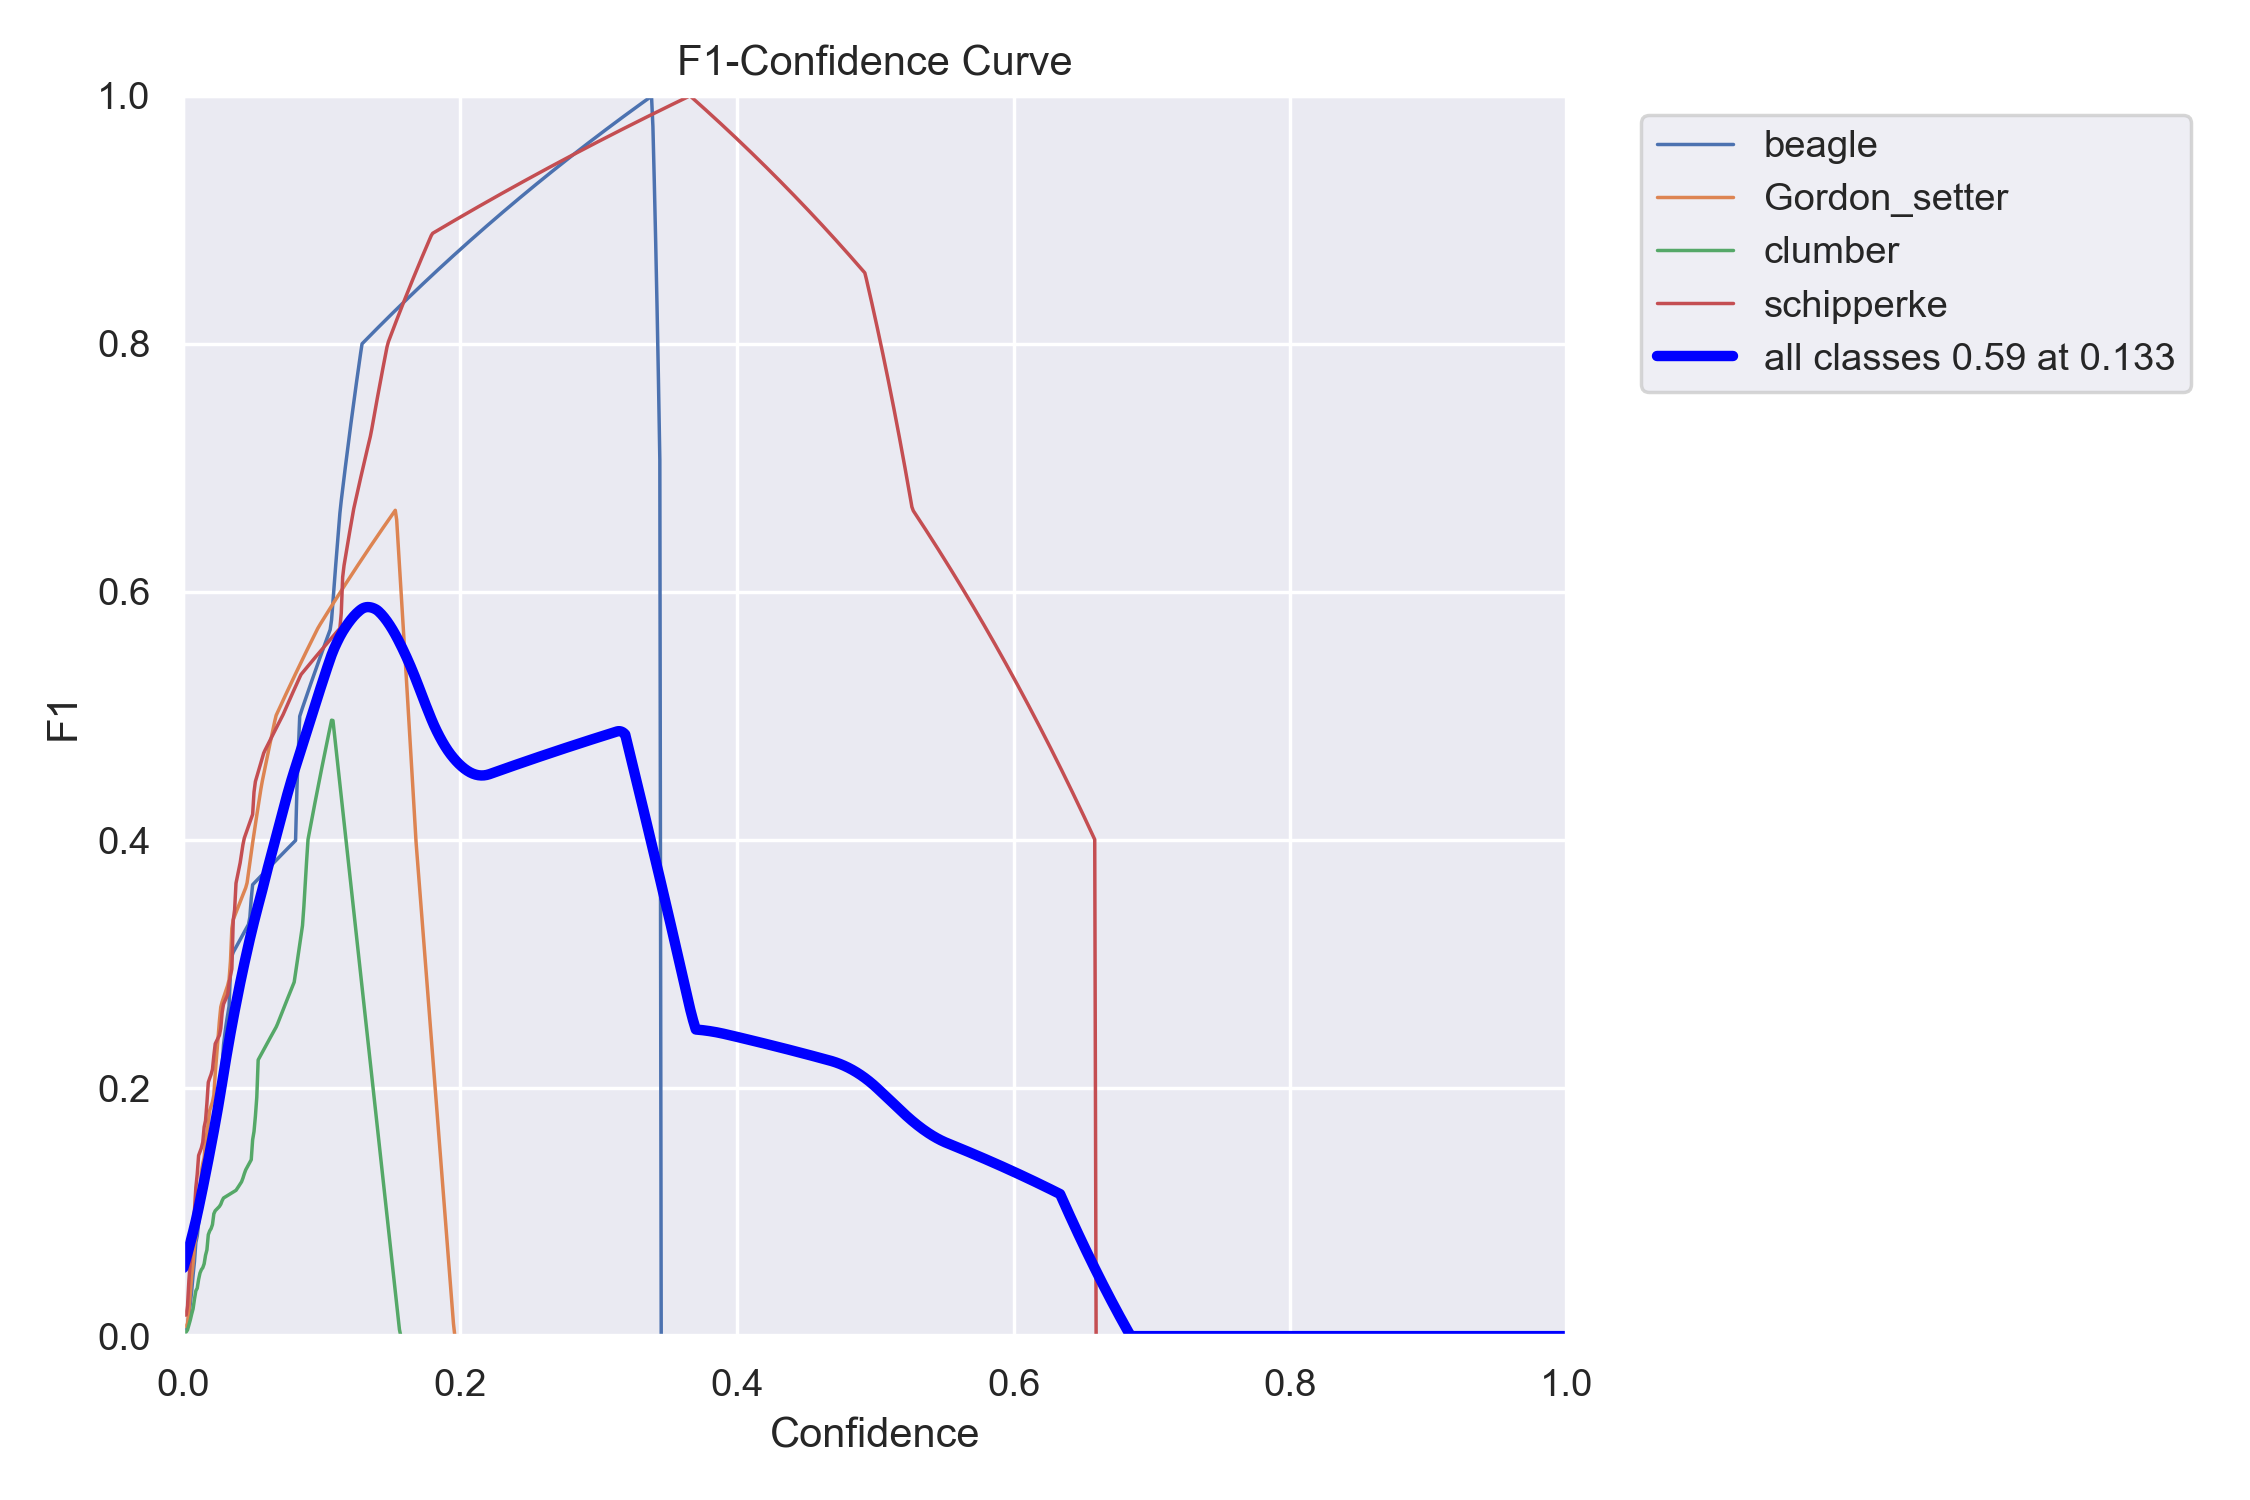 F1-Confidence Curve
1.0
0.8
0.6
0.4
0.2
0.0
F1
0.0 0.2 0.4 0.6 0.8 1.0
Confidence
beagle
Gordon_setter
clumber
schipperke
all classes 0.59 at 0.133